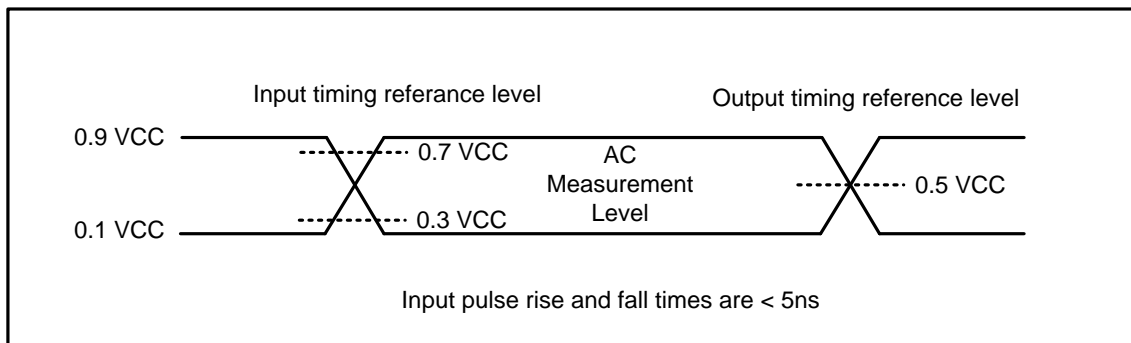 Input timing referance level
Output timing reference level
0.9 VCC
0.7 VCC
AC
Measurement
Level
0.5 VCC
0.3 VCC
0.1 VCC
Input pulse rise and fall times are < 5ns